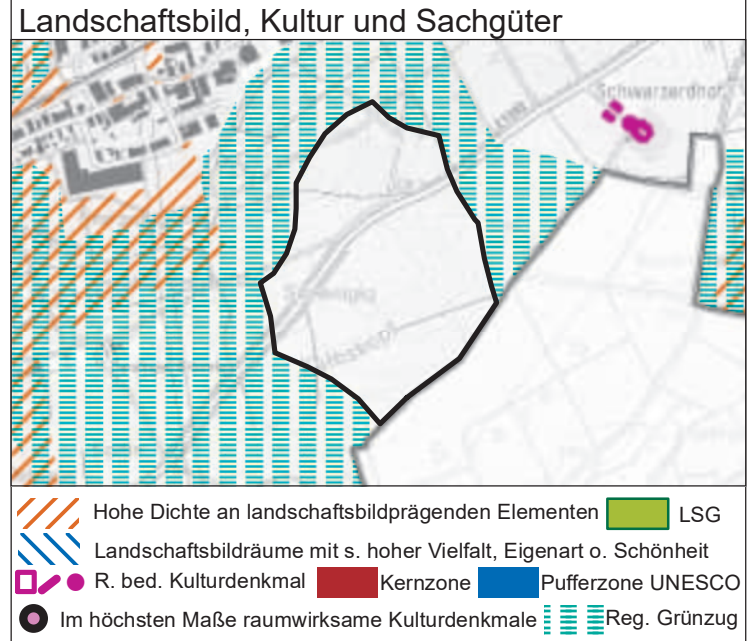 Landschaftsbild, Kultur und Sachgüter
Schwarzerdhof
Hohe Dichte an landschaftsbildprägenden Elementen LSG
Landschaftsbildräume mit s. hoher Vielfalt, Eigenart o. Schönheit
R. bed. Kulturdenkmal Kernzone Pufferzone UNESCO
Im höchsten Maße raumwirksame Kulturdenkmale Reg. Grünzug